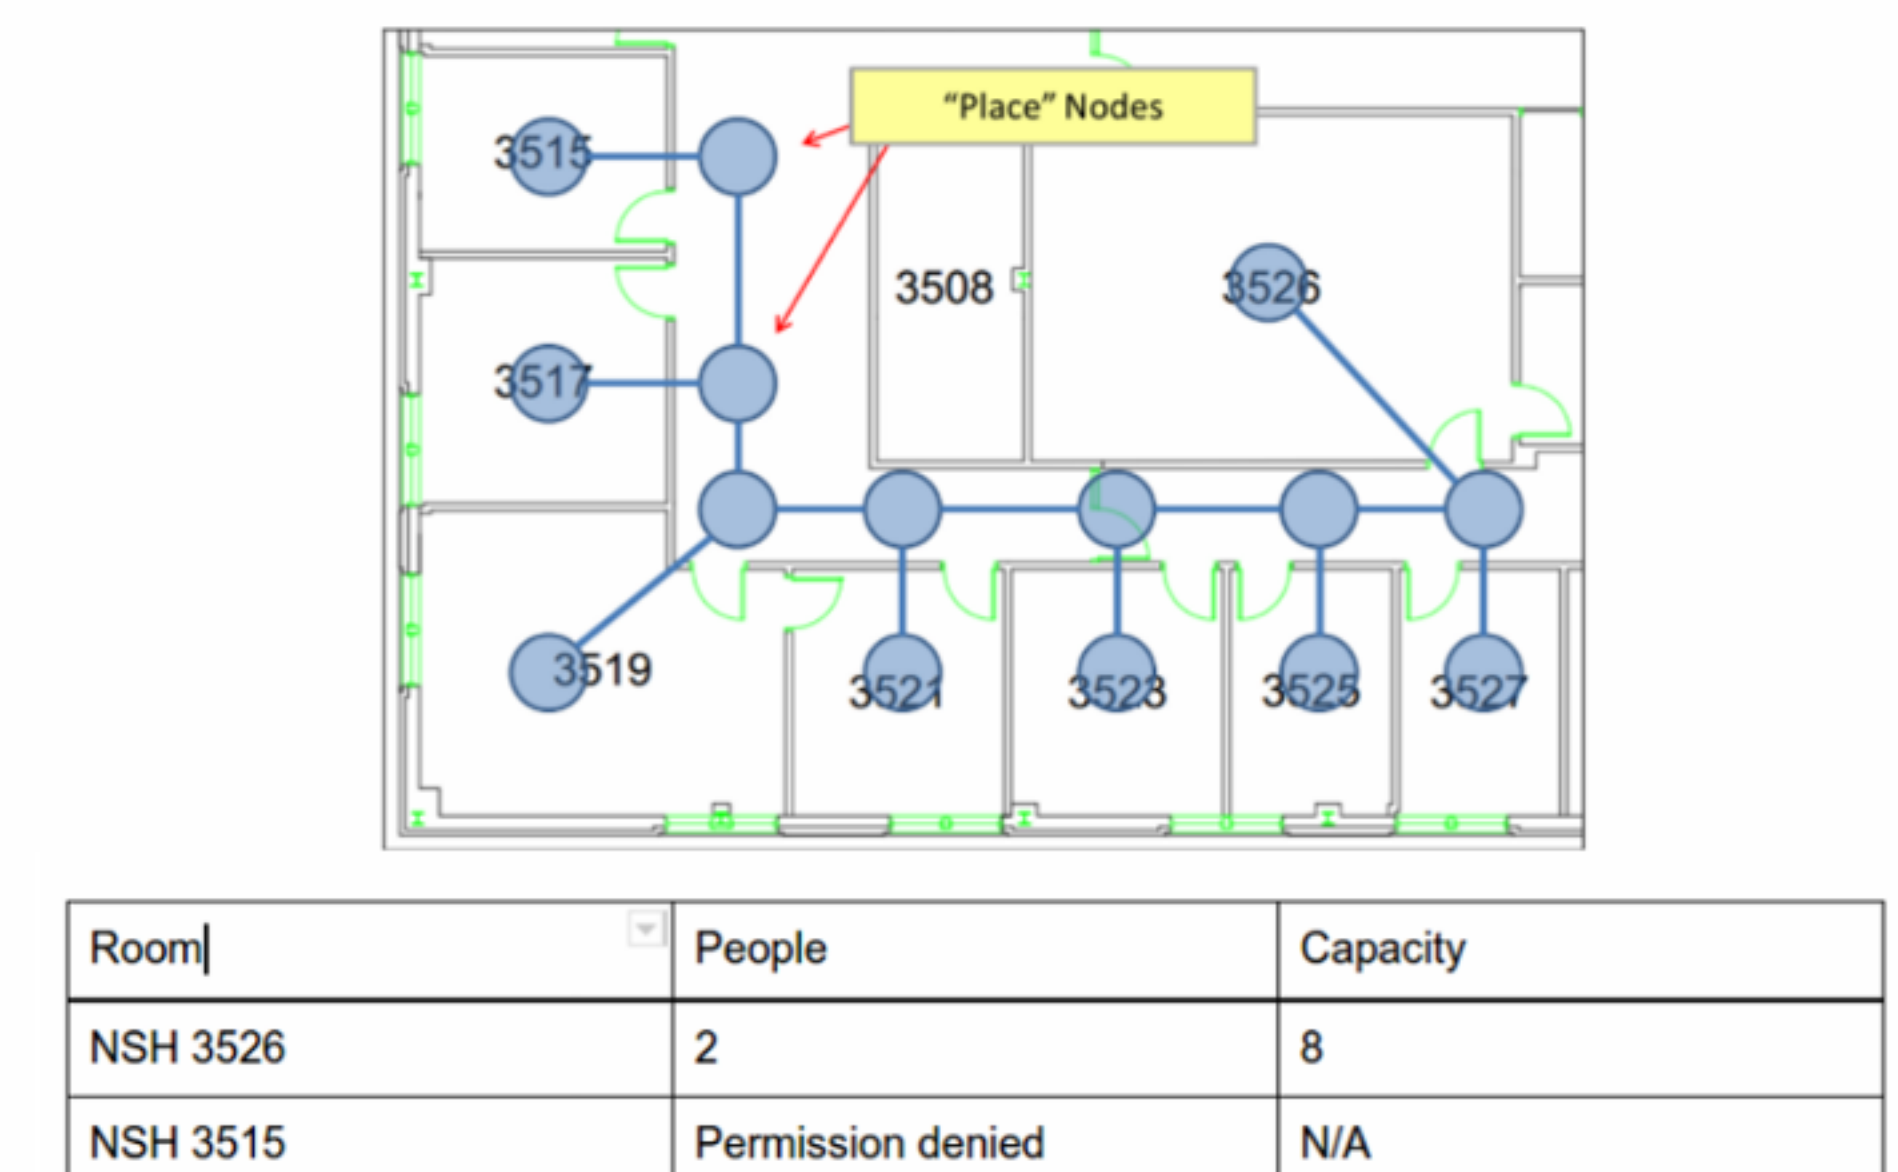 "Place" Nodes
3515
3508
3526
3517
3519
3521
3523
3525
3527
Room People Capacity
NSH 3526 2 8
NSH 3515 Permission denied N/A